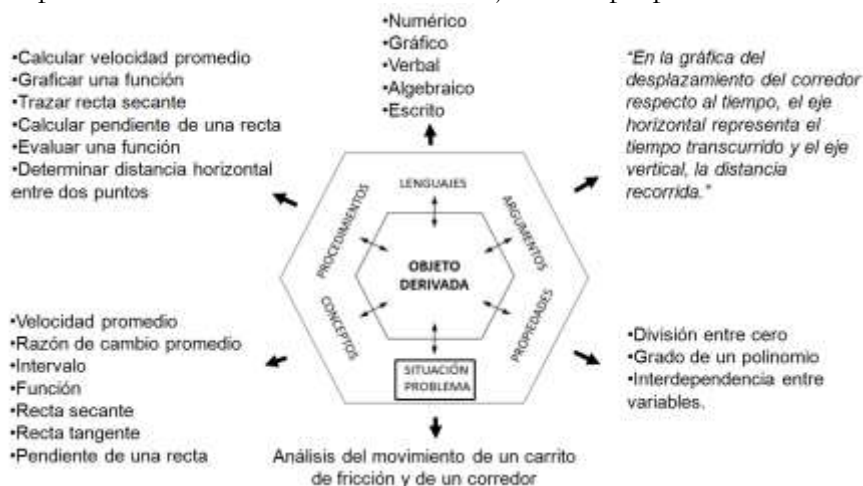 •Numérico
•Gráfico
•Verbal
•Algebraico
•Escrito
•Calcular velocidad promedio
•Graficar una función
•Trazar recta secante
•Calcular pendiente de una recta
•Evaluar una función
•Determinar distancia horizontal
entre dos puntos
"En la gráfica del
desplazamiento del corredor
respecto al tiempo, el eje
horizontal representa el
tiempo transcurrido y el eje
vertical, la distancia
recorrida."
LENGUAJES
PROCEDIMIENTOS
ARGUMENTOS
OBJETO
DERIVADA
CONCEPTOS
PROPIEDADES
SITUACIÓN
PROBLEMA
•Velocidad promedio
•Razón de cambio promedio
•Intervalo
•Función
•Recta secante
•Recta tangente
•Pendiente de una recta
•División entre cero
•Grado de un polinomio
•Interdependencia entre
variables.
Análisis del movimiento de un carrito
de fricción y de un corredor